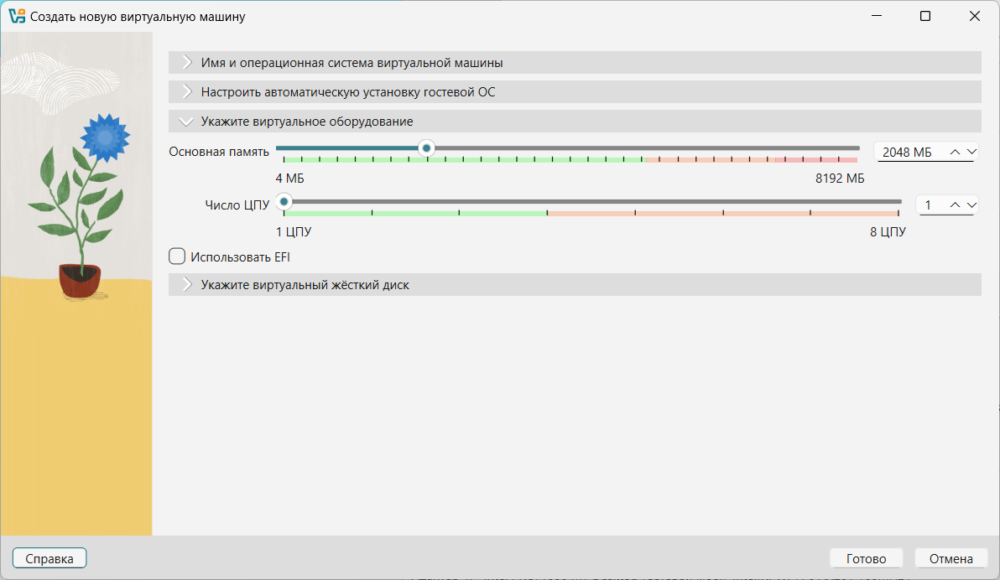 Создать новую виртуальную машину
Имя и операционная система виртуальной машины
Настроить автоматическую установку гостевой ОС
Укажите виртуальное оборудование
Основная память 2048 МБ
4 МБ 8192 МБ
Число ЦПУ 1
1 ЦПУ 8 ЦПУ
Использовать EFI
Укажите виртуальный жёсткий диск
Справка Готово Отмена